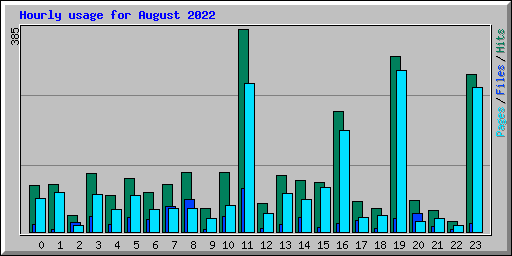 Hourly usage for August 2022
385
Pages/Files/Hits
0 1 2 3 4 5 6 7 8 9 10 11 12 13 14 15 16 17 18 19 20 21 22 23